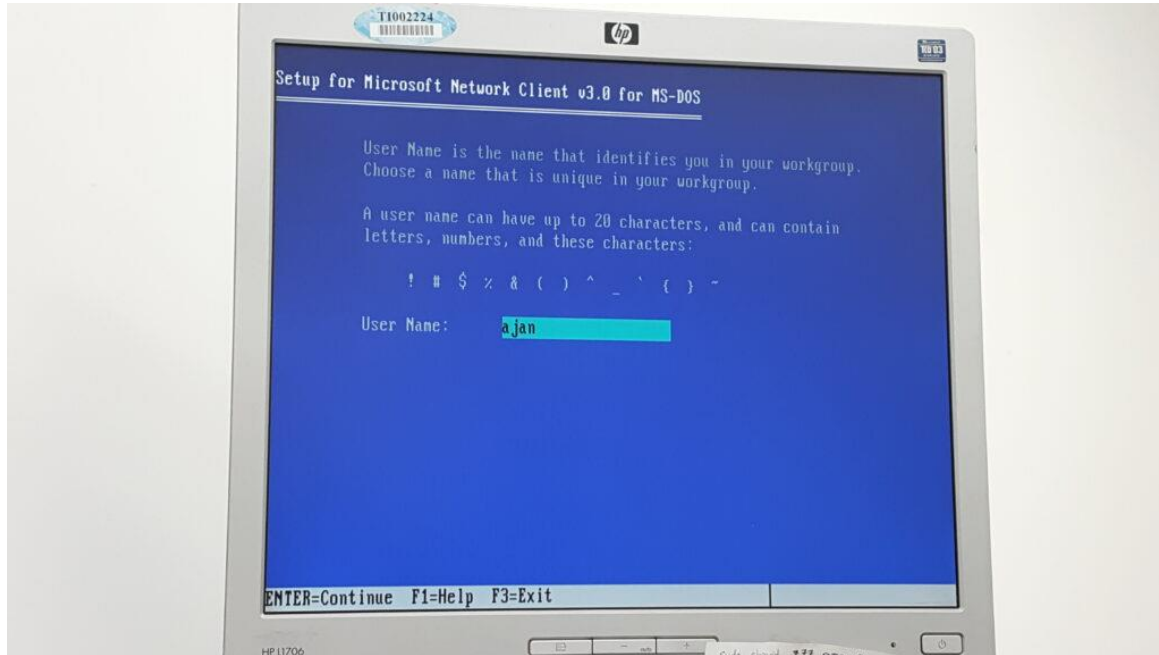 T1002224
hp
Setup for Microsoft Network Client v3.0 for MS-DOS
User Name is the name that identifies you in your workgroup.
Choose a name that is unique in your workgroup.
A user name can have up to 20 characters, and can contain
letters, numbers, and these characters:
! # $ % & ( ) ^ _ ` { } ~
User Name: ajan
ENTER=Continue F1=Help F3=Exit
HP L1706